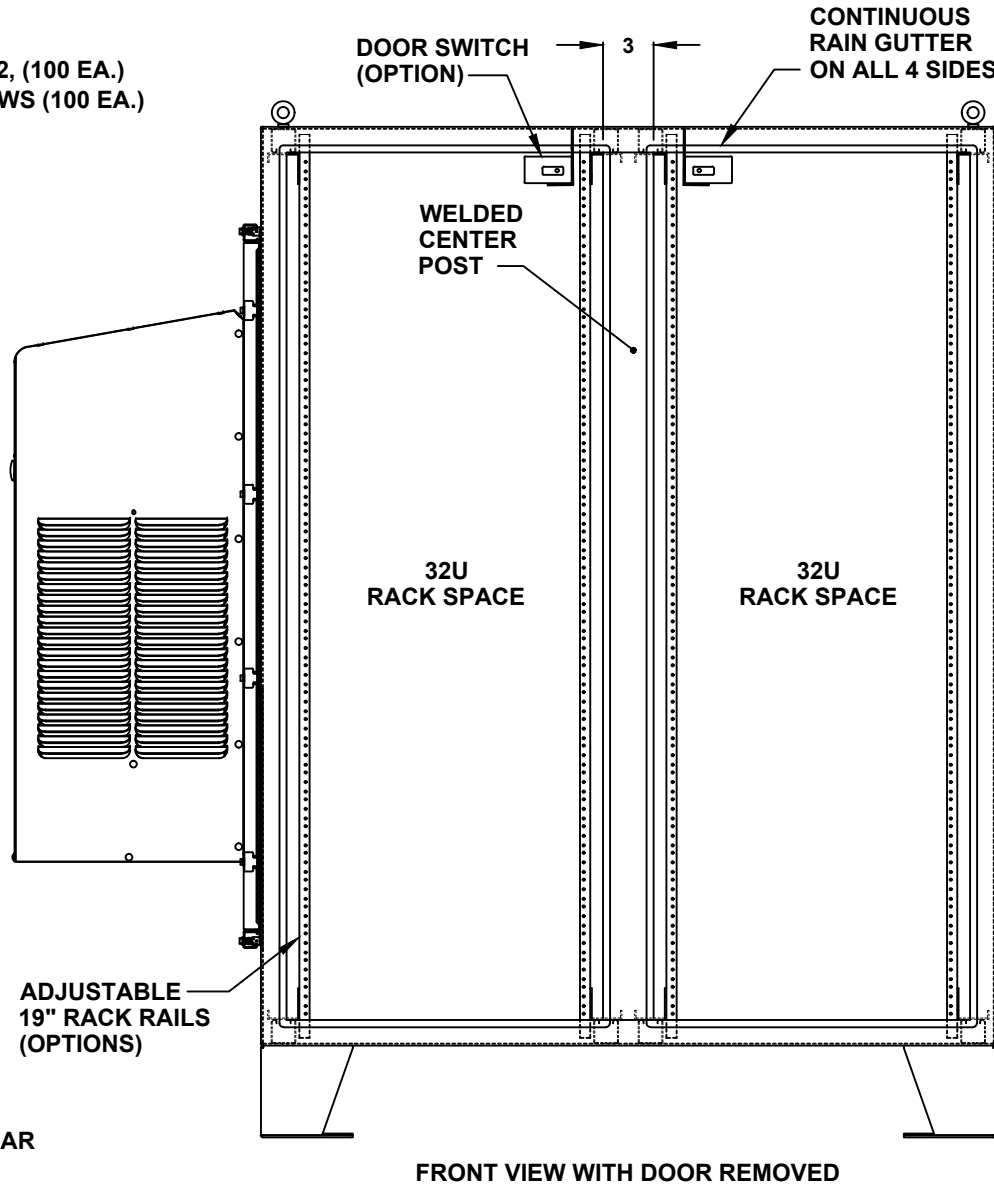 2, (100 EA.)
WS (100 EA.)
DOOR SWITCH
(OPTION)
3
CONTINUOUS
RAIN GUTTER
ON ALL 4 SIDES
WELDED
CENTER
POST
32U
RACK SPACE
32U
RACK SPACE
ADJUSTABLE
19" RACK RAILS
(OPTIONS)
AR
FRONT VIEW WITH DOOR REMOVED